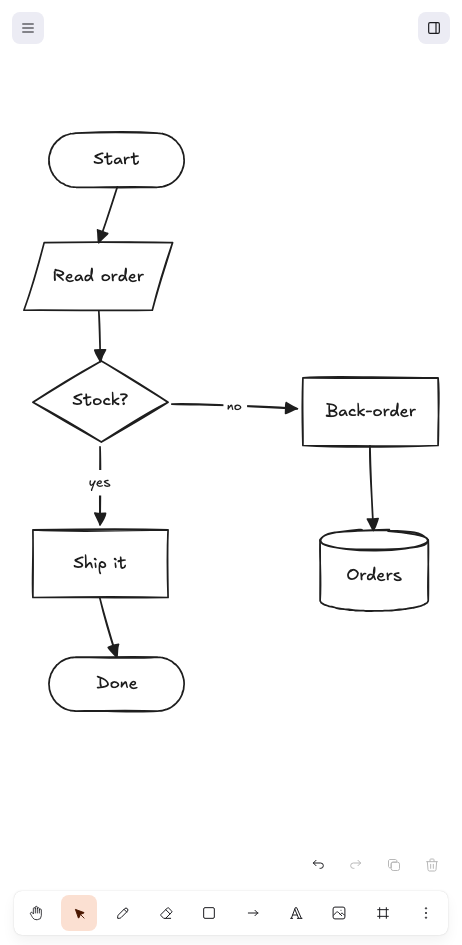 Start
Read order
Stock?
no
Back-order
yes
Ship it
Orders
Done